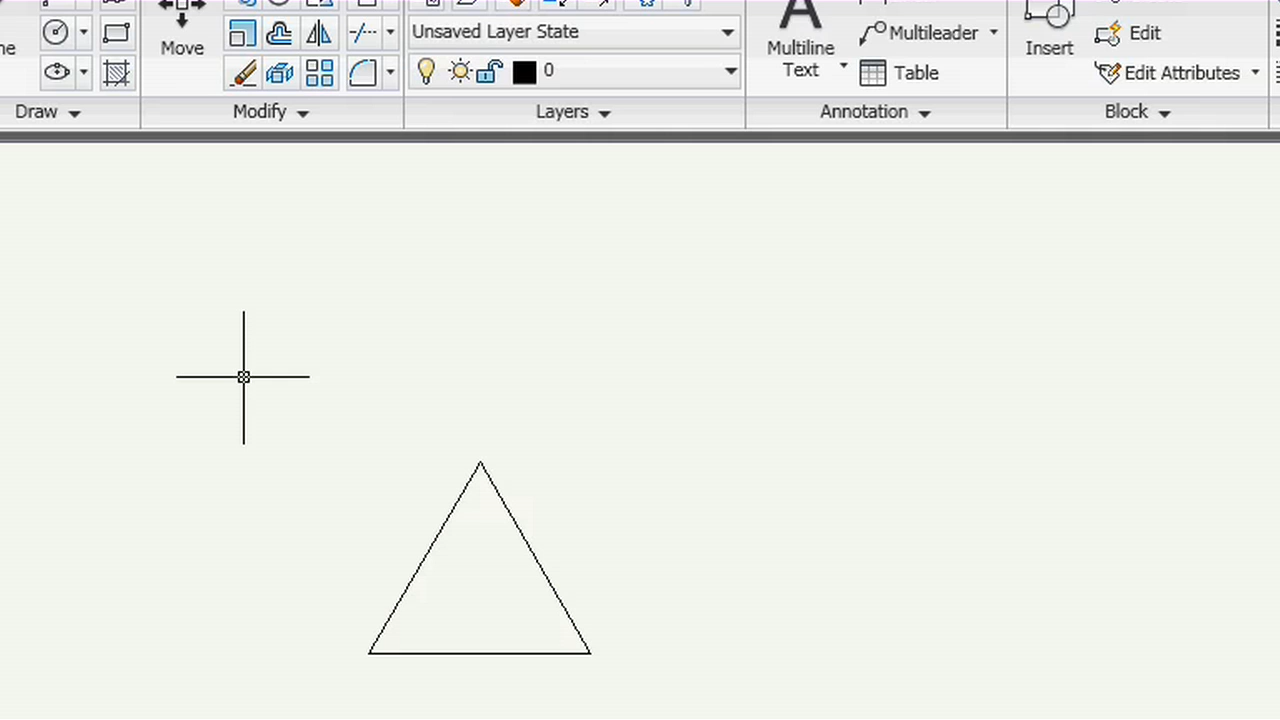 ne
Move
Unsaved Layer State
0
A
Multiline
Text
Multileader
Table
Insert
Edit
Edit Attributes
Draw
Modify
Layers
Annotation
Block